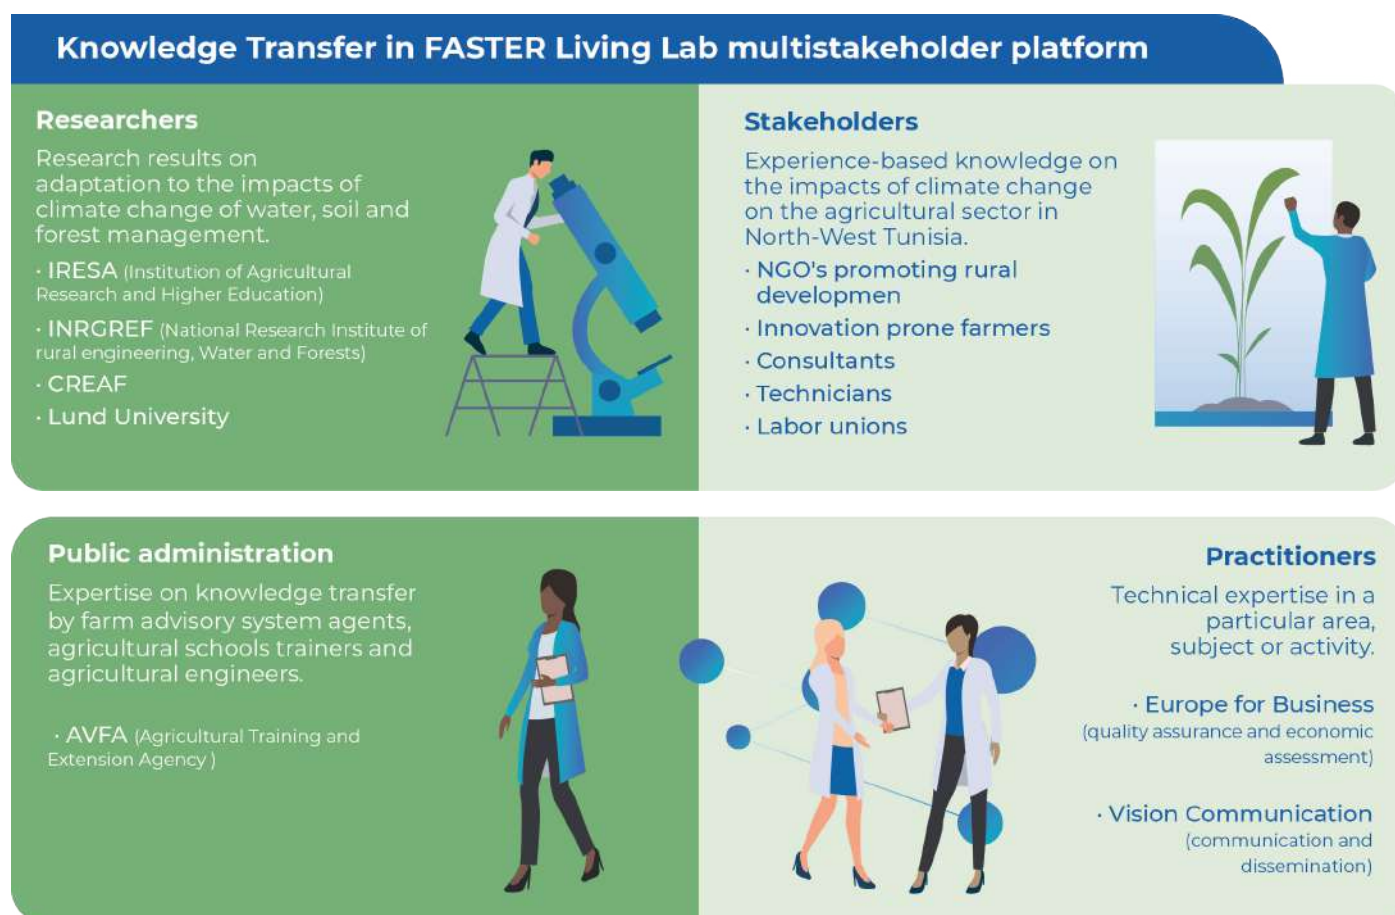 Knowledge Transfer in FASTER Living Lab multistakeholder platform
Researchers
Research results on
adaptation to the impacts of
climate change of water, soil and
forest management.
· IRESA (Institution of Agricultural
Research and Higher Education)
· INRGREF (National Research Institute of
rural engineering, Water and Forests)
· CREAF
· Lund University
Stakeholders
Experience-based knowledge on
the impacts of climate change
on the agricultural sector in
North-West Tunisia.
· NGO's promoting rural
developmen
· Innovation prone farmers
· Consultants
· Technicians
· Labor unions
Public administration
Expertise on knowledge transfer
by farm advisory system agents,
agricultural schools trainers and
agricultural engineers.
· AVFA (Agricultural Training and
Extension Agency )
Practitioners
Technical expertise in a
particular area,
subject or activity.
· Europe for Business
(quality assurance and economic
assessment)
· Vision Communication
(communication and
dissemination)